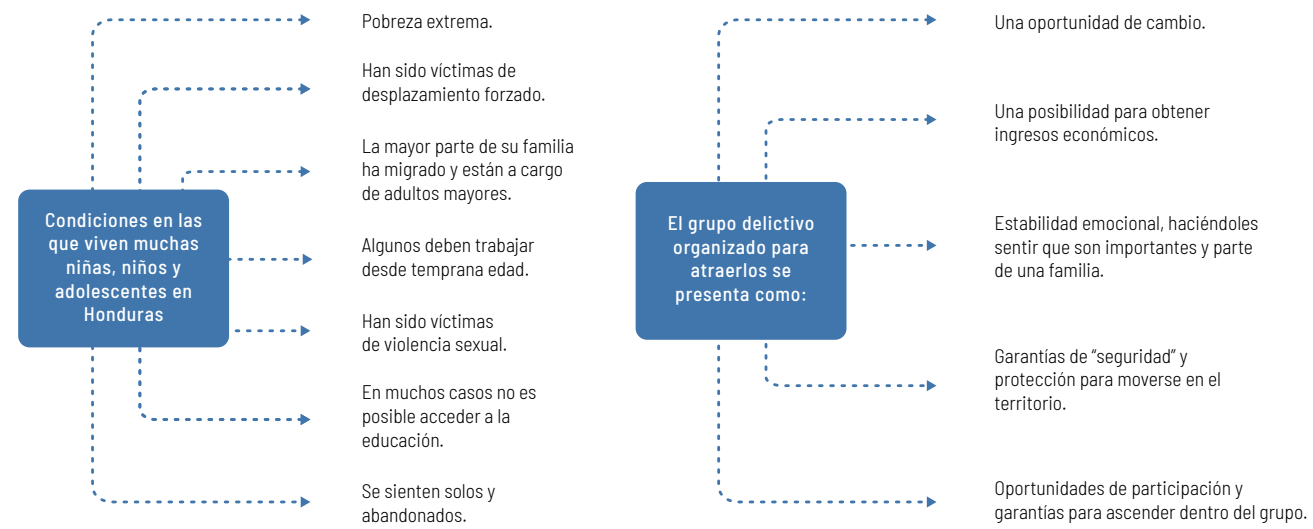 Condiciones en las
que viven muchas
niñas, niños y
adolescentes en
Honduras
Pobreza extrema.
Han sido víctimas de
desplazamiento forzado.
La mayor parte de su familia
ha migrado y están a cargo
de adultos mayores.
Algunos deben trabajar
desde temprana edad.
Han sido víctimas
de violencia sexual.
En muchos casos no es
posible acceder a la
educación.
Se sienten solos y
abandonados.
El grupo delictivo
organizado para
atraerlos se
presenta como:
Una oportunidad de cambio.
Una posibilidad para obtener
ingresos económicos.
Estabilidad emocional, haciéndoles
sentir que son importantes y parte
de una familia.
Garantías de “seguridad” y
protección para moverse en el
territorio.
Oportunidades de participación y
garantías para ascender dentro del grupo.